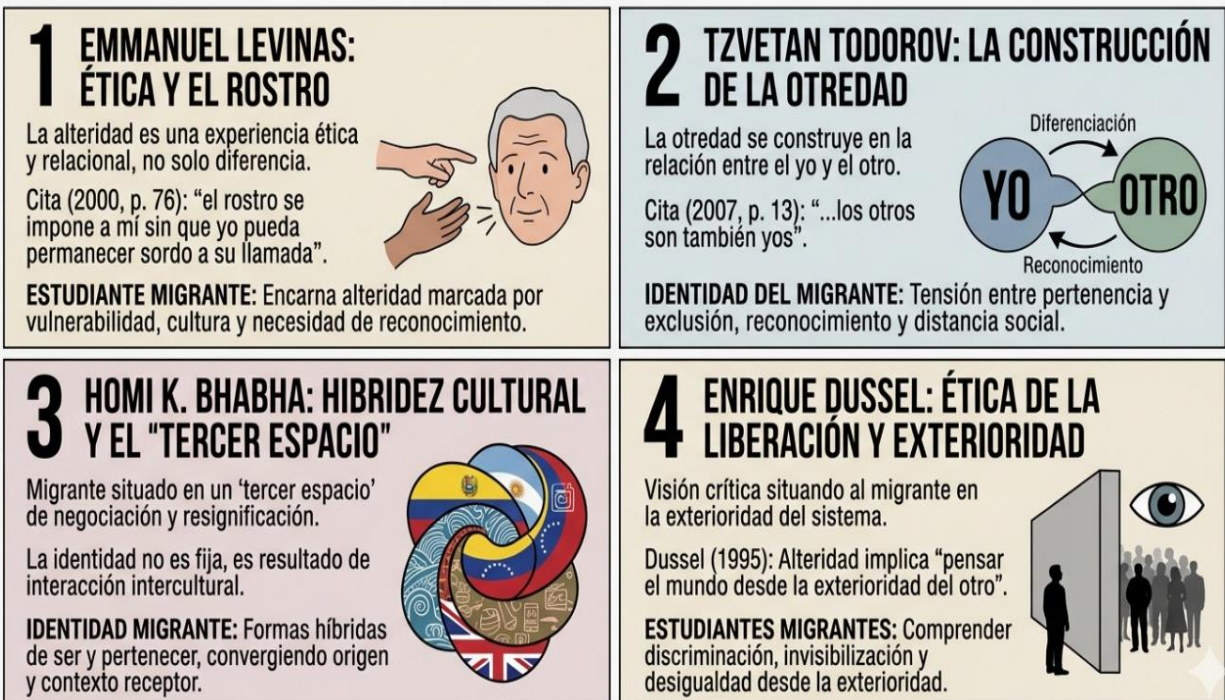 1 EMMANUEL LEVINAS:
ÉTICA Y EL ROSTRO
La alteridad es una experiencia ética
y relacional, no solo diferencia.
Cita (2000, p. 76): “el rostro se
impone a mí sin que yo pueda
permanecer sordo a su llamada”.
ESTUDIANTE MIGRANTE: Encarna alteridad marcada por
vulnerabilidad, cultura y necesidad de reconocimiento.
2 TZVETAN TODOROV: LA CONSTRUCCIÓN
DE LA OTREDAD
La otredad se construye en la
relación entre el yo y el otro.
Cita (2007, p. 13): “...los otros
son también yos”.
Diferenciación
YO
OTRO
Reconocimiento
IDENTIDAD DEL MIGRANTE: Tensión entre pertenencia y
exclusión, reconocimiento y distancia social.
3 HOMI K. BHABHA: HIBRIDEZ CULTURAL
Y EL "TERCER ESPACIO"
Migrante situado en un ‘tercer espacio’
de negociación y resignificación.
La identidad no es fija, es resultado de
interacción intercultural.
IDENTIDAD MIGRANTE: Formas híbridas
de ser y pertenecer, convergiendo origen
y contexto receptor.
4 ENRIQUE DUSSEL: ÉTICA DE LA
LIBERACIÓN Y EXTERIORIDAD
Visión crítica situando al migrante en
la exterioridad del sistema.
Dussel (1995): Alteridad implica “pensar
el mundo desde la exterioridad del otro”.
ESTUDIANTES MIGRANTES: Comprender
discriminación, invisibilización y
desigualdad desde la exterioridad.